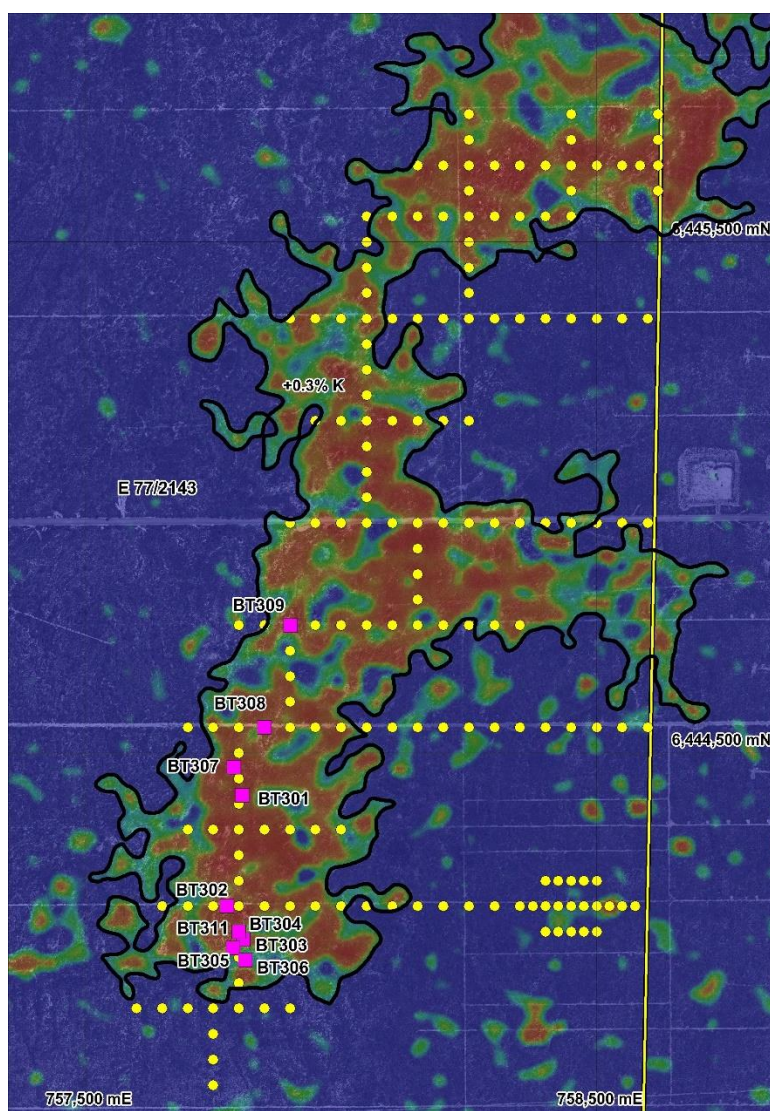 6,445,500 mN
+0.3% K
E 77/2143
BT309
BT308
6,444,500 mN
BT307
BT301
BT302
BT311
BT304
BT303
BT305
BT306
757,500 mE
758,500 mE